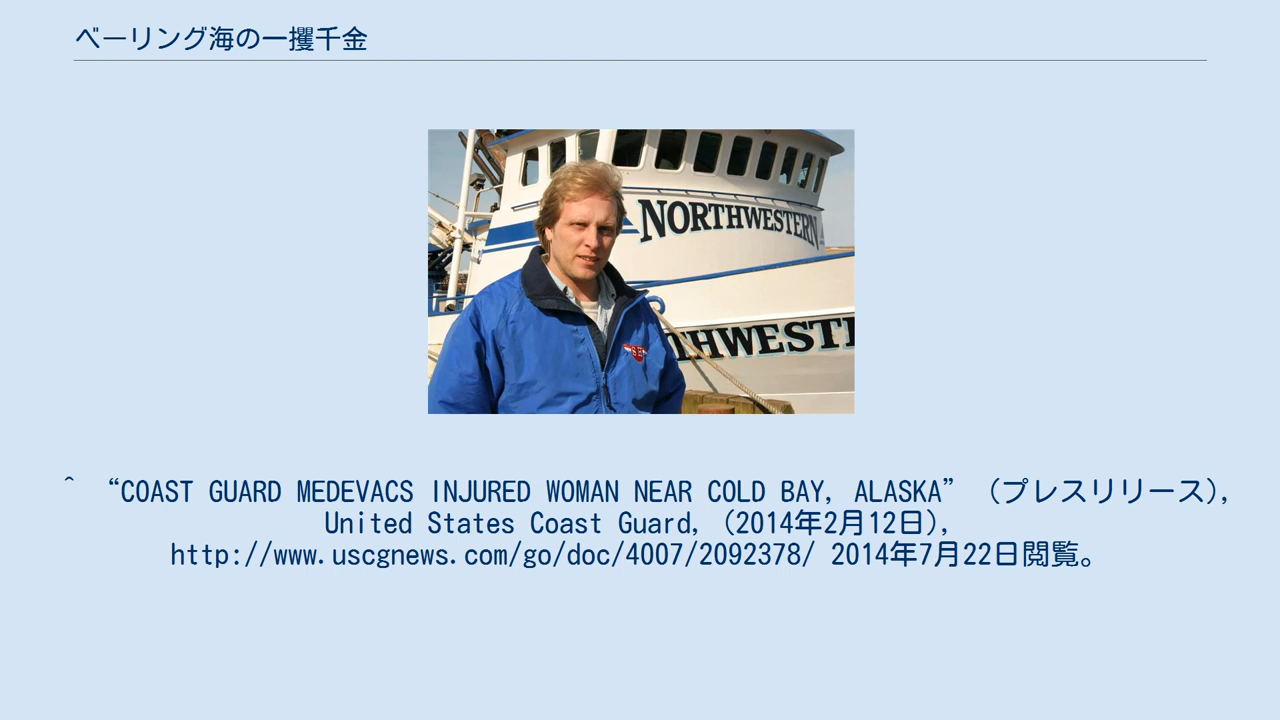 ベーリング海の一攫千金
NORTHWESTERN
THWESTE
^ “COAST GUARD MEDEVACS INJURED WOMAN NEAR COLD BAY, ALASKA” (プレスリリース),
United States Coast Guard, (2014年2月12日),
http://www.uscgnews.com/go/doc/4007/2092378/ 2014年7月22日閲覧。